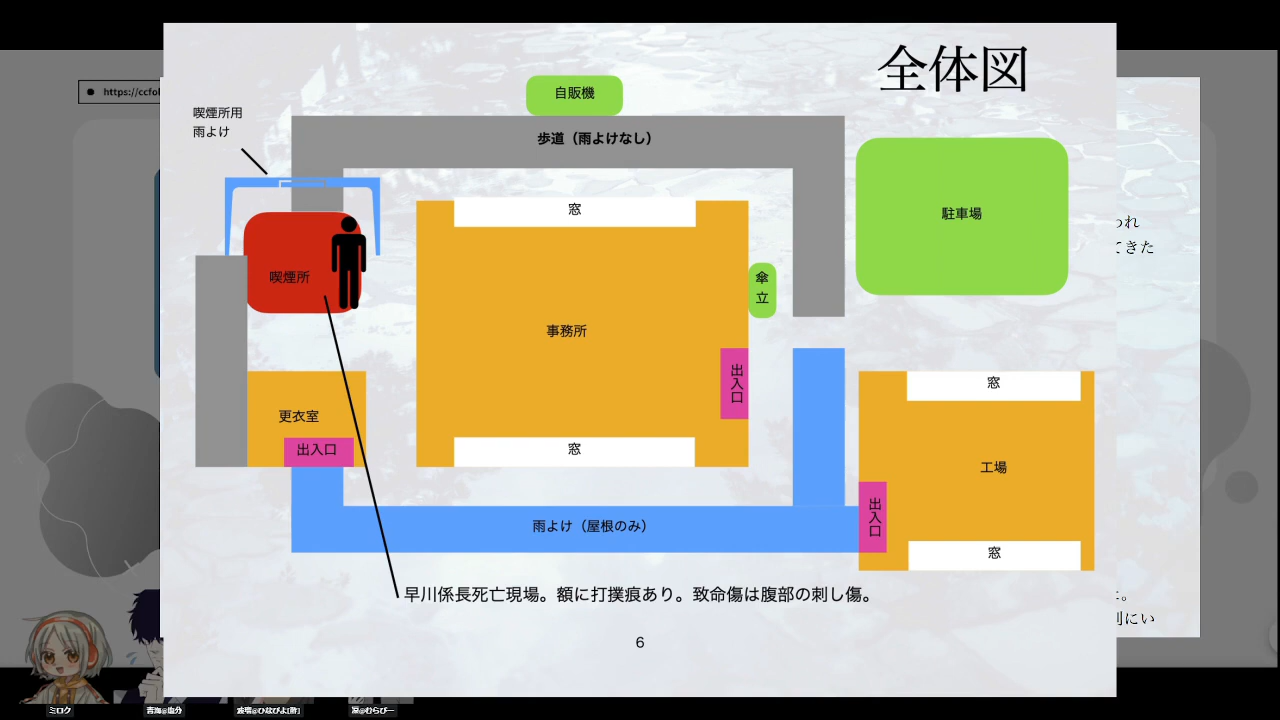 全体図
https://ccfol
自販機
喫煙所用
雨よけ
歩道（雨よけなし）
窓
駐車場
われ
てきた
喫煙所
傘立
事務所
出入口
窓
更衣室
出入口
窓
工場
出入口
雨よけ（屋根のみ）
窓
早川係長死亡現場。額に打撲痕あり。致命傷は腹部の刺し傷。
6
ミロク